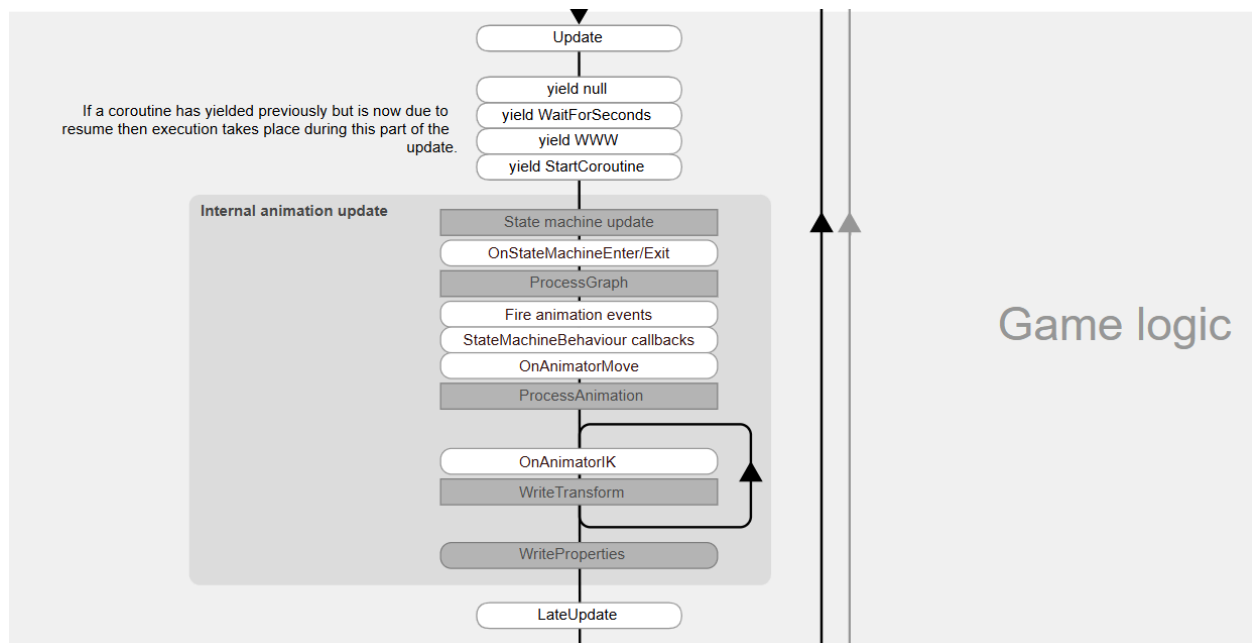 Update
yield null
If a coroutine has yielded previously but is now due to
resume then execution takes place during this part of the
update.
yield WaitForSeconds
yield WWW
yield StartCoroutine
Internal animation update
State machine update
OnStateMachineEnter/Exit
ProcessGraph
Fire animation events
StateMachineBehaviour callbacks
OnAnimatorMove
ProcessAnimation
OnAnimatorIK
WriteTransform
WriteProperties
LateUpdate
Game logic